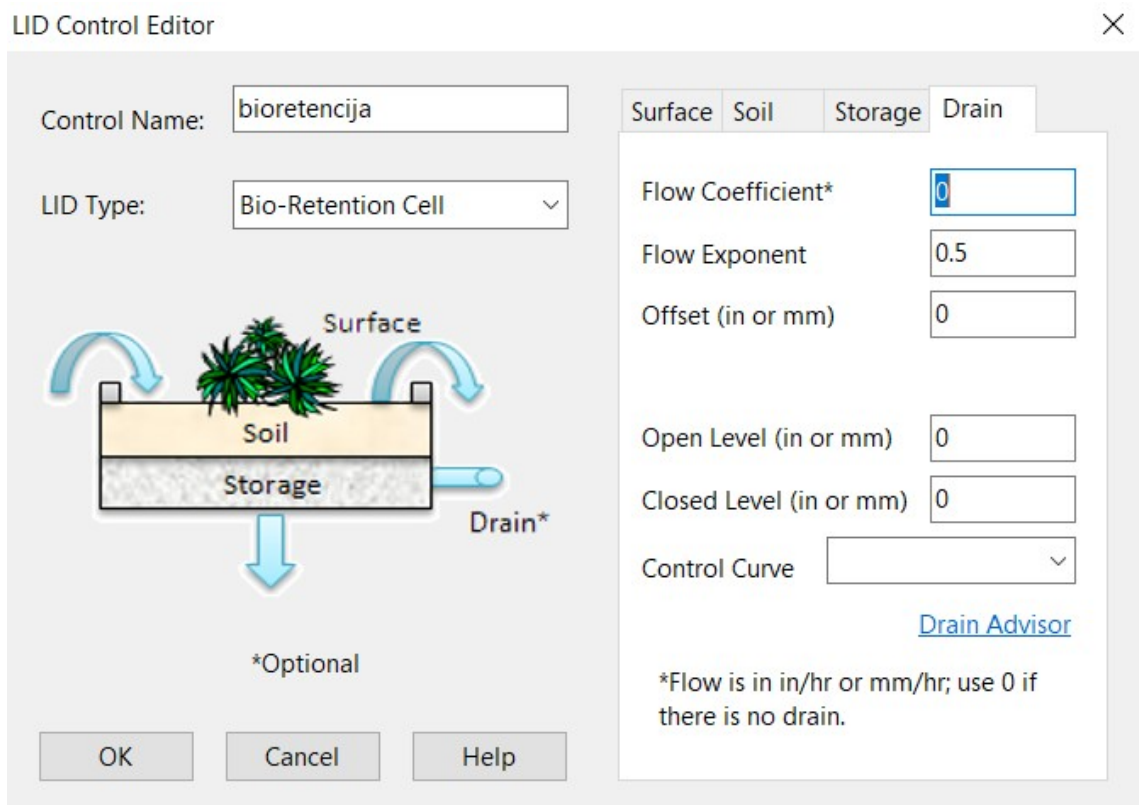 LID Control Editor
Control Name: bioretencija
LID Type: Bio-Retention Cell
Surface
Soil
Storage
Drain*
*Optional
OK Cancel Help
Surface Soil Storage Drain
Flow Coefficient* 0
Flow Exponent 0.5
Offset (in or mm) 0
Open Level (in or mm) 0
Closed Level (in or mm) 0
Control Curve
Drain Advisor
*Flow is in in/hr or mm/hr; use 0 if
there is no drain.